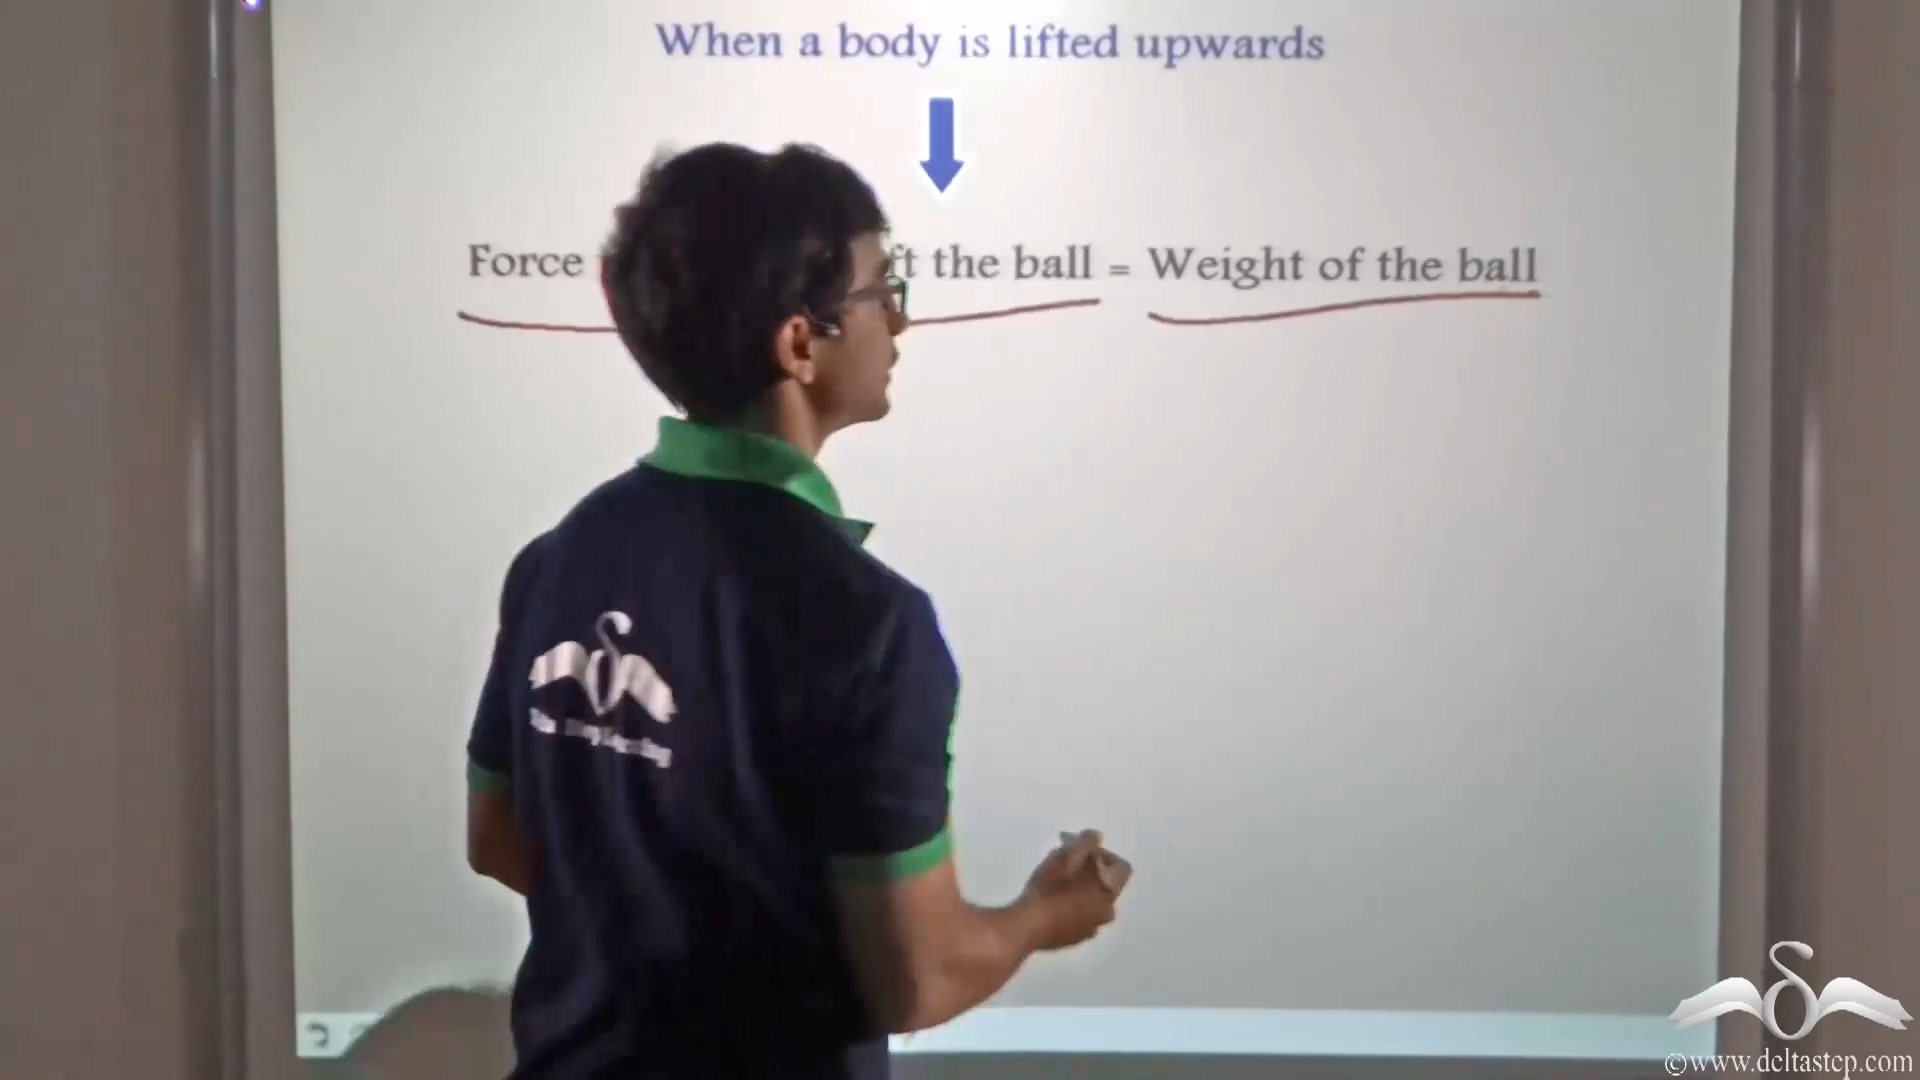 When a body is lifted upwards
Force ft the ball = Weight of the ball
©www.deltastep.com